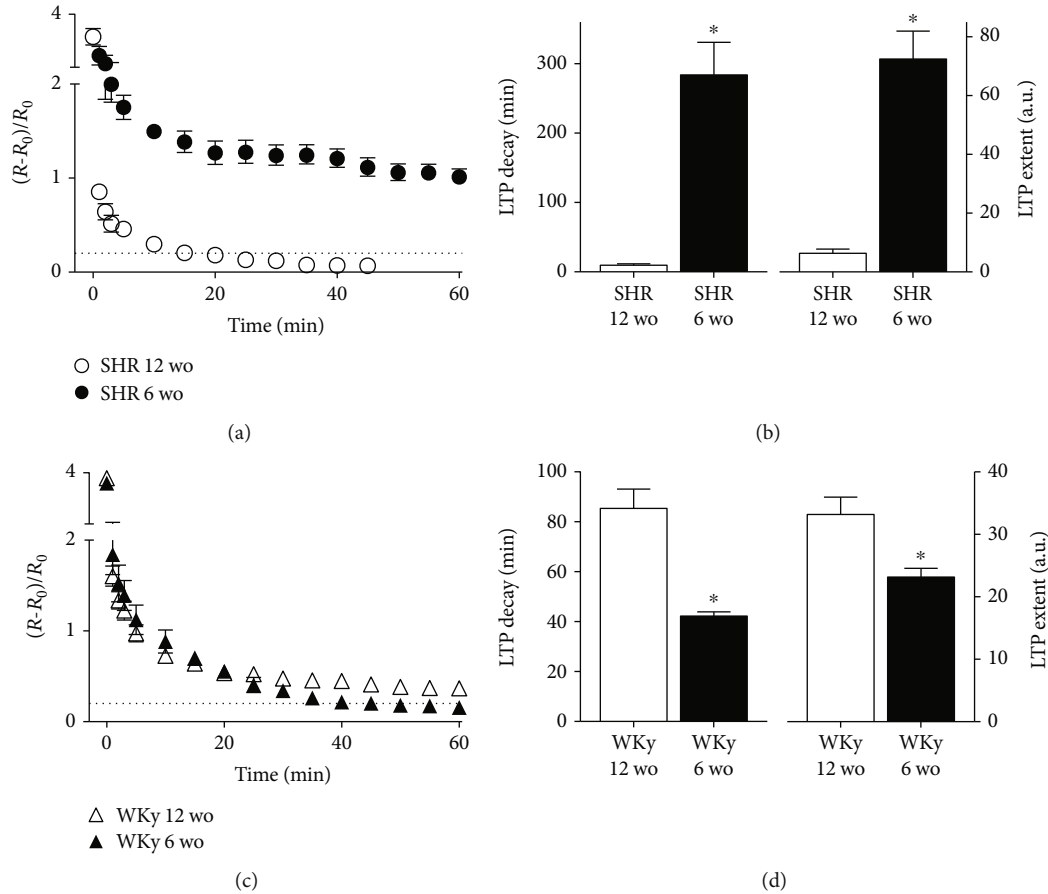 4
2
1
0
(R-R0)/R0
0
20
40
60
Time (min)
SHR 12 wo
SHR 6 wo
(a)
300
200
100
0
LTP decay (min)
*
*
80
60
40
20
0
LTP extent (a.u.)
SHR
12 wo
SHR
6 wo
SHR
12 wo
SHR
6 wo
(b)
4
2
1
0
(R-R0)/R0
0
20
40
60
Time (min)
WKy 12 wo
WKy 6 wo
(c)
100
80
60
40
20
0
LTP decay (min)
*
*
40
30
20
10
0
LTP extent (a.u.)
WKy
12 wo
WKy
6 wo
WKy
12 wo
WKy
6 wo
(d)